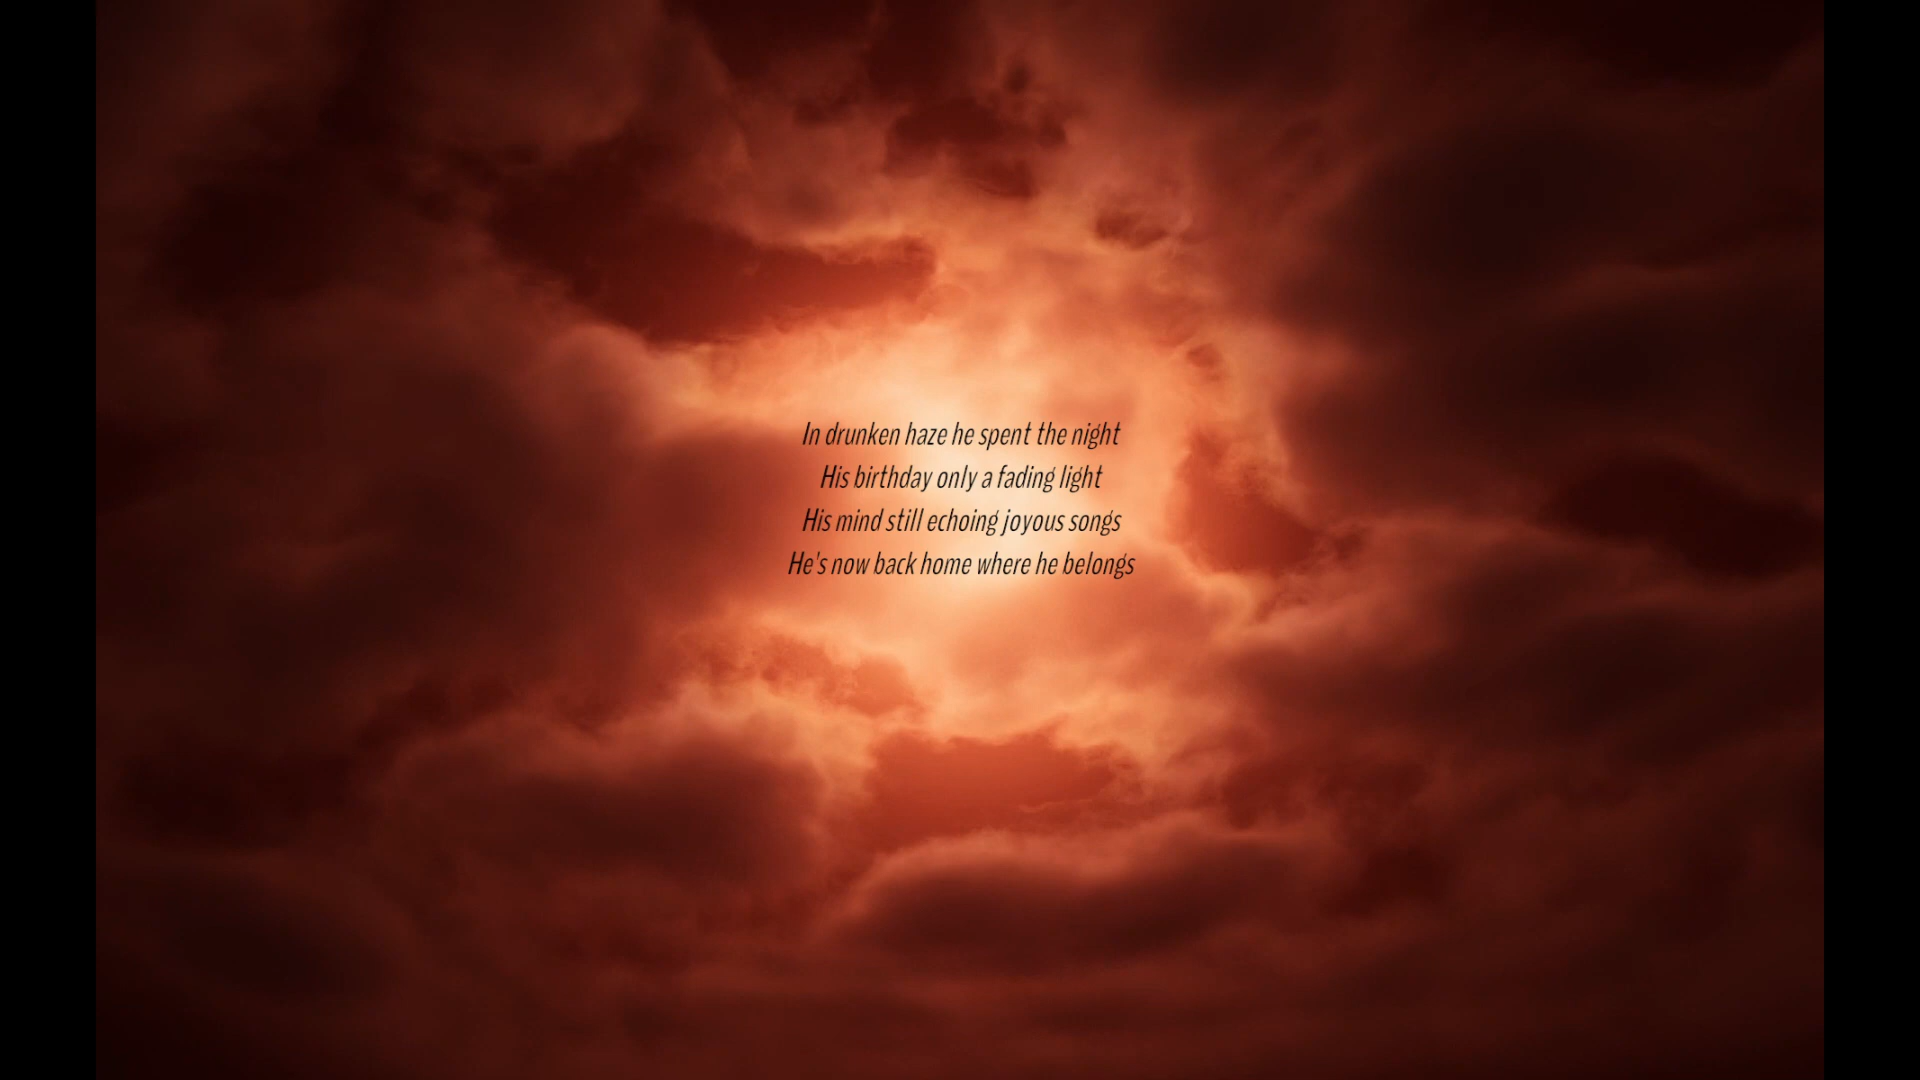 In drunken haze he spent the night
His birthday only a fading light
His mind still echoing joyous songs
He's now back home where he belongs